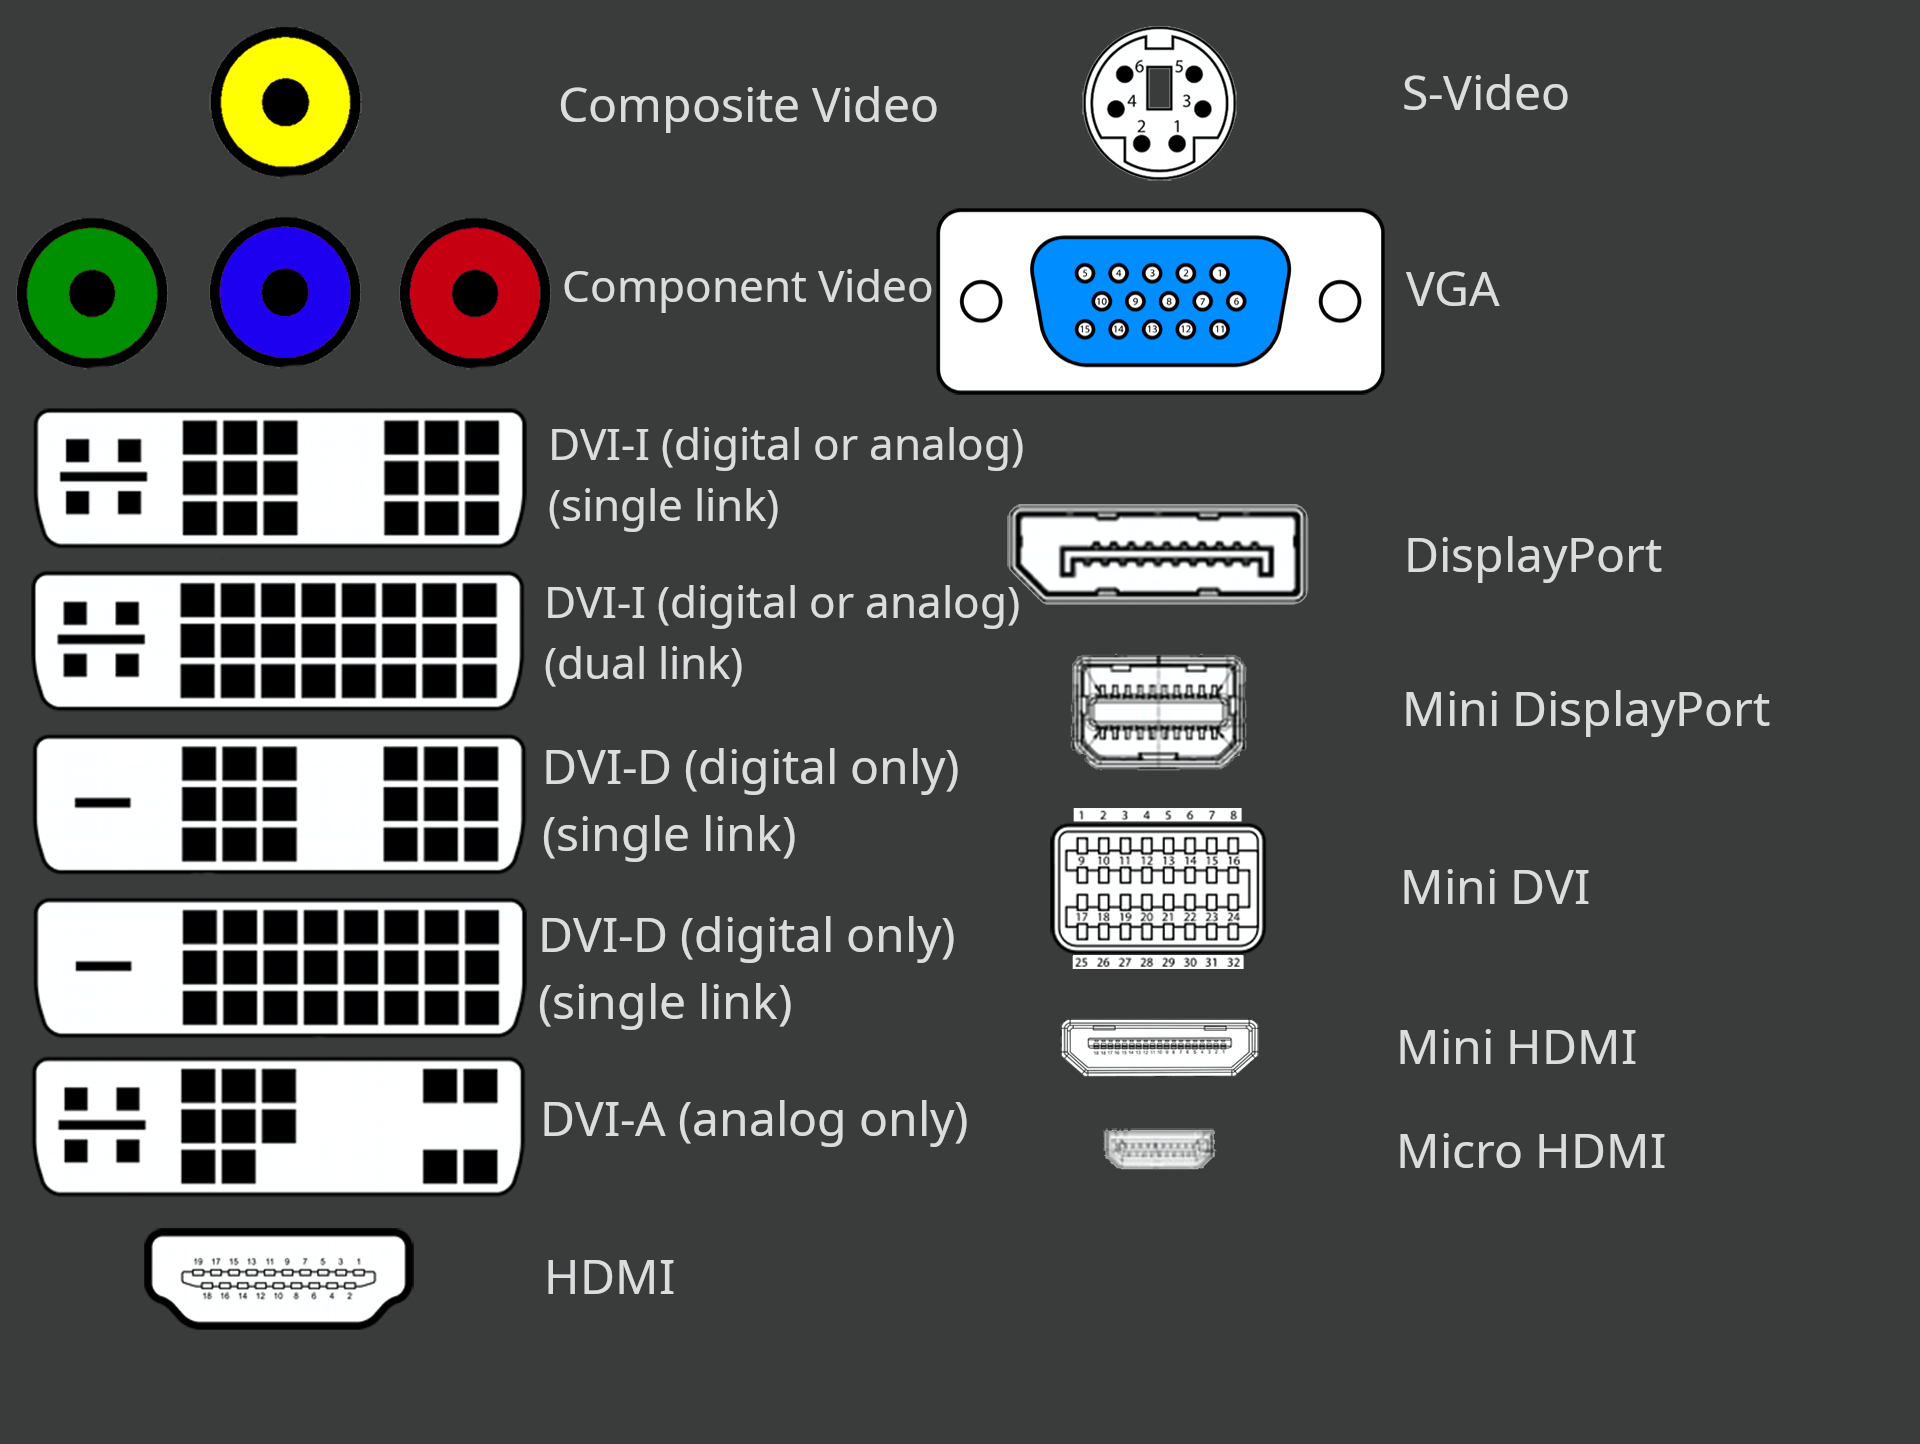 Composite Video
6 5
4 3
2 1
S-Video
Component Video
5 4 3 2 1
10 9 8 7 6
15 14 13 12 11
VGA
DVI-I (digital or analog)
(single link)
DisplayPort
DVI-I (digital or analog)
(dual link)
Mini DisplayPort
DVI-D (digital only)
(single link)
1 2 3 4 5 6 7 8
9 10 11 12 13 14 15 16
17 18 19 20 21 22 23 24
25 26 27 28 29 30 31 32
Mini DVI
DVI-D (digital only)
(single link)
Mini HDMI
DVI-A (analog only)
Micro HDMI
19 17 15 13 11 9 7 5 3 1
18 16 14 12 10 8 6 4 2
HDMI